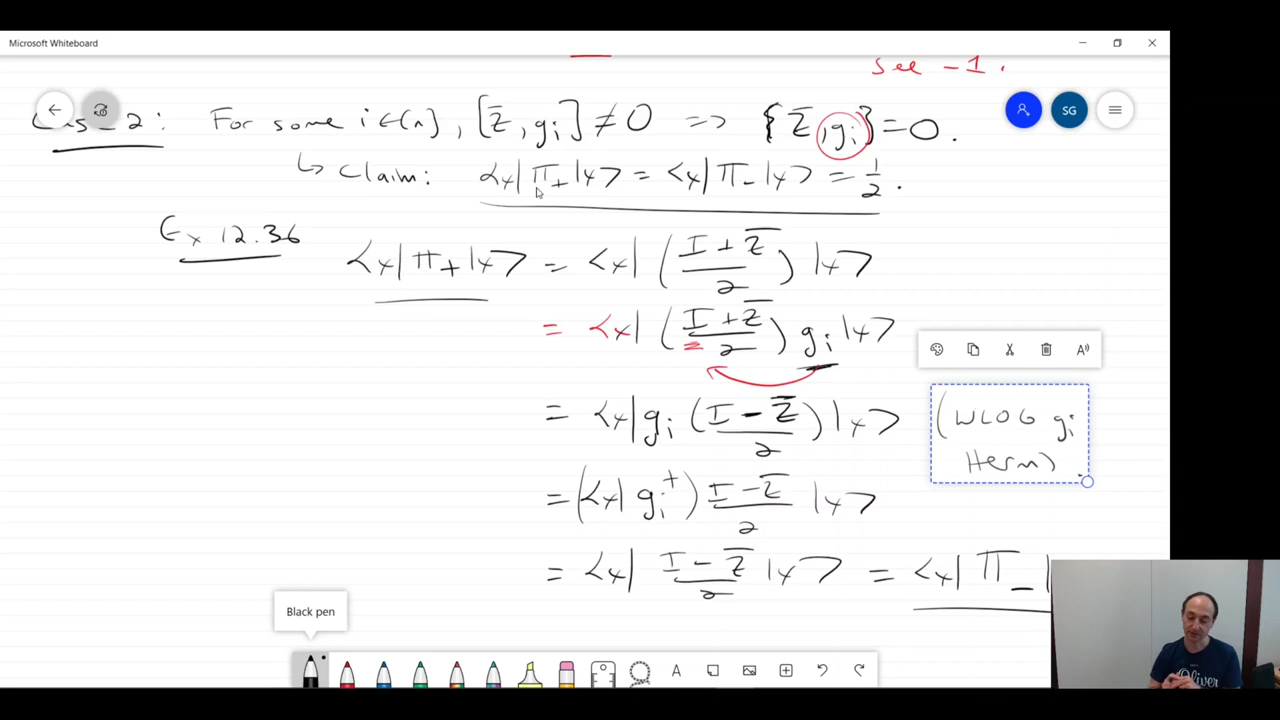 Microsoft Whiteboard
see -1.
Case 2: For some i∈[n], [Z̄, gᵢ] ≠ 0 => {Z̄, gᵢ} = 0.
↳ Claim: <ψ|π₊|ψ> = <ψ|π₋|ψ> = 1/2.
SG
Ex 12.36
<ψ|π₊|ψ> = <ψ| ((I + Z̄)/2) |ψ>
= <ψ| ((I + Z̄)/2) gᵢ |ψ>
A
= <ψ| gᵢ ((I - Z̄)/2) |ψ>
(WLOG gᵢ
Herm).
= (<ψ| gᵢ†) (I - Z̄)/2 |ψ>
= <ψ| (I - Z̄)/2 |ψ> = <ψ| π₋ |
Black pen
A
Oliver